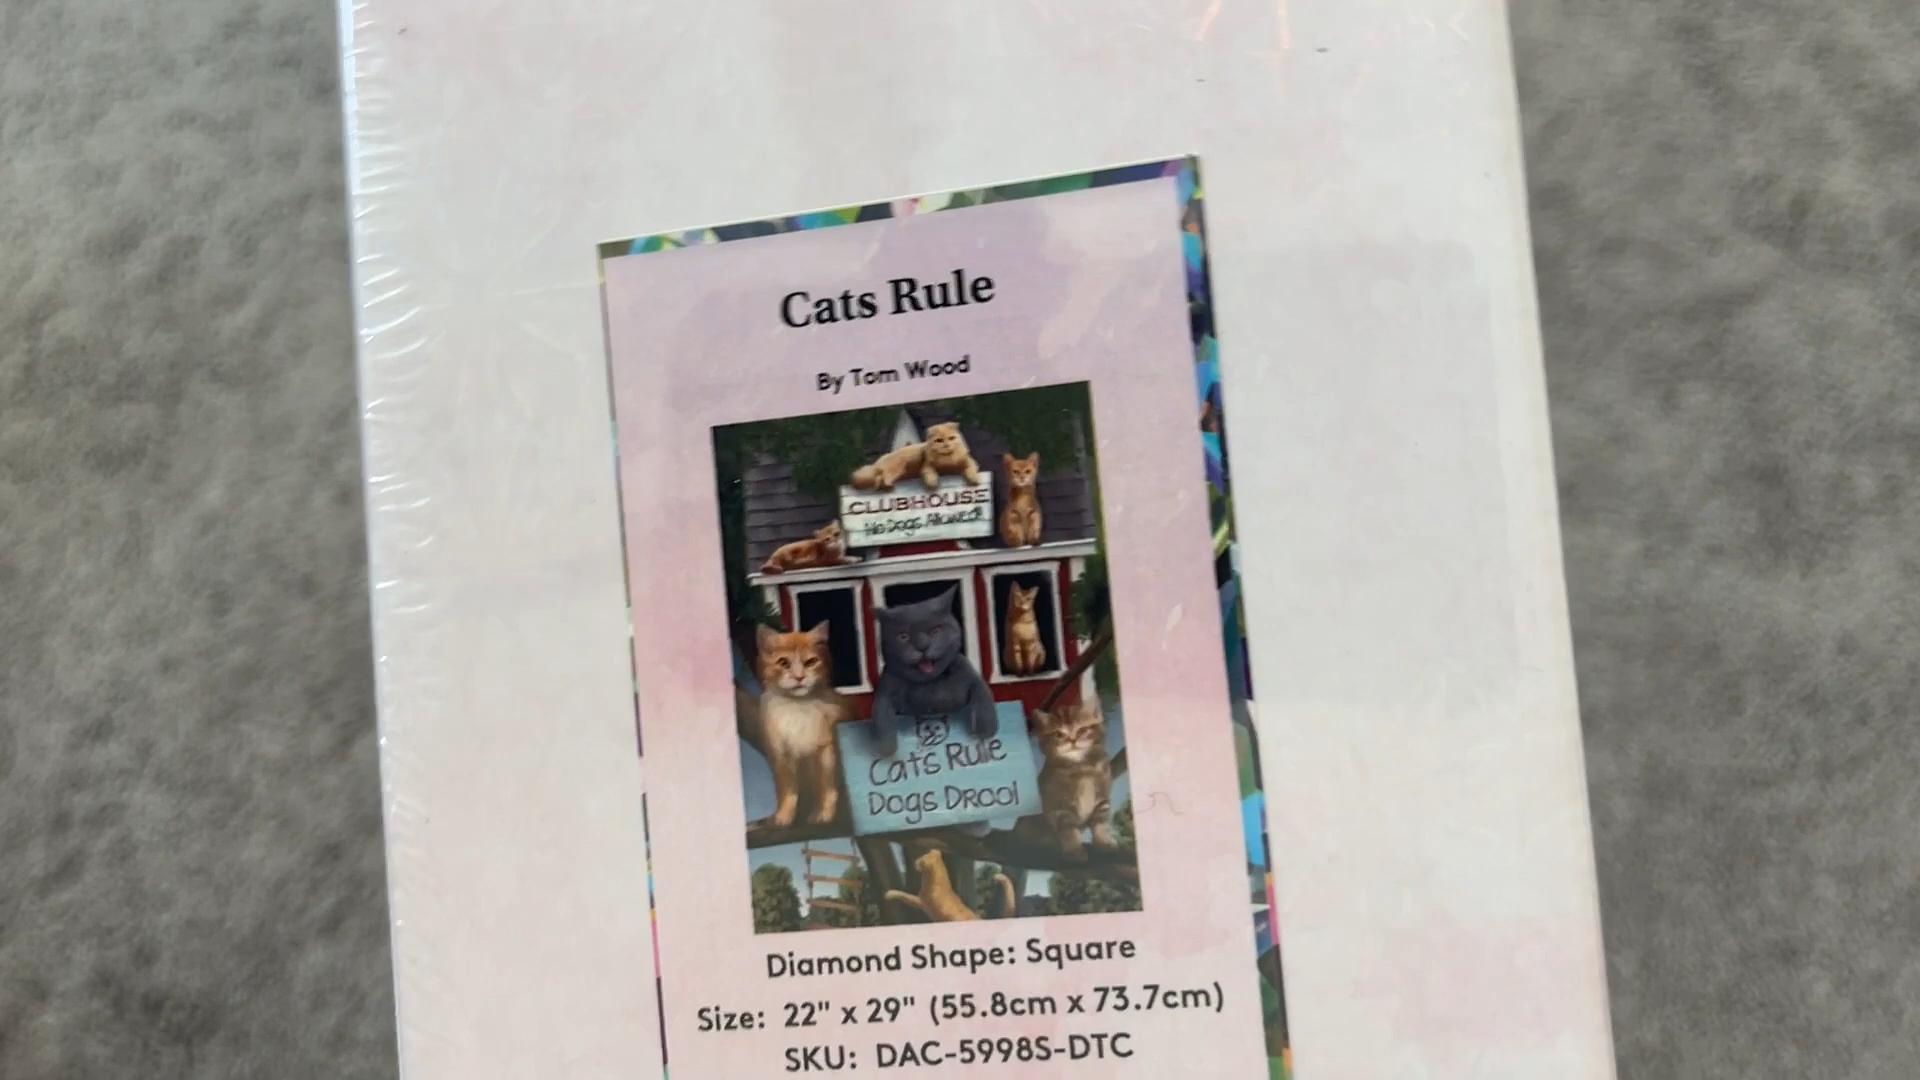 Cats Rule
By Tom Wood
CLUBHOUSE
No Dogs Allowed!
Cats Rule
Dogs Drool
Diamond Shape: Square
Size: 22" x 29" (55.8cm x 73.7cm)
SKU: DAC-5998S-DTC